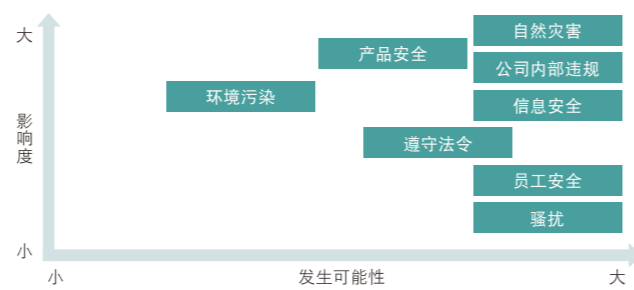 大
自然灾害
产品安全
公司内部违规
环境污染
信息安全
影响度
遵守法令
员工安全
骚扰
小
小
发生可能性
大